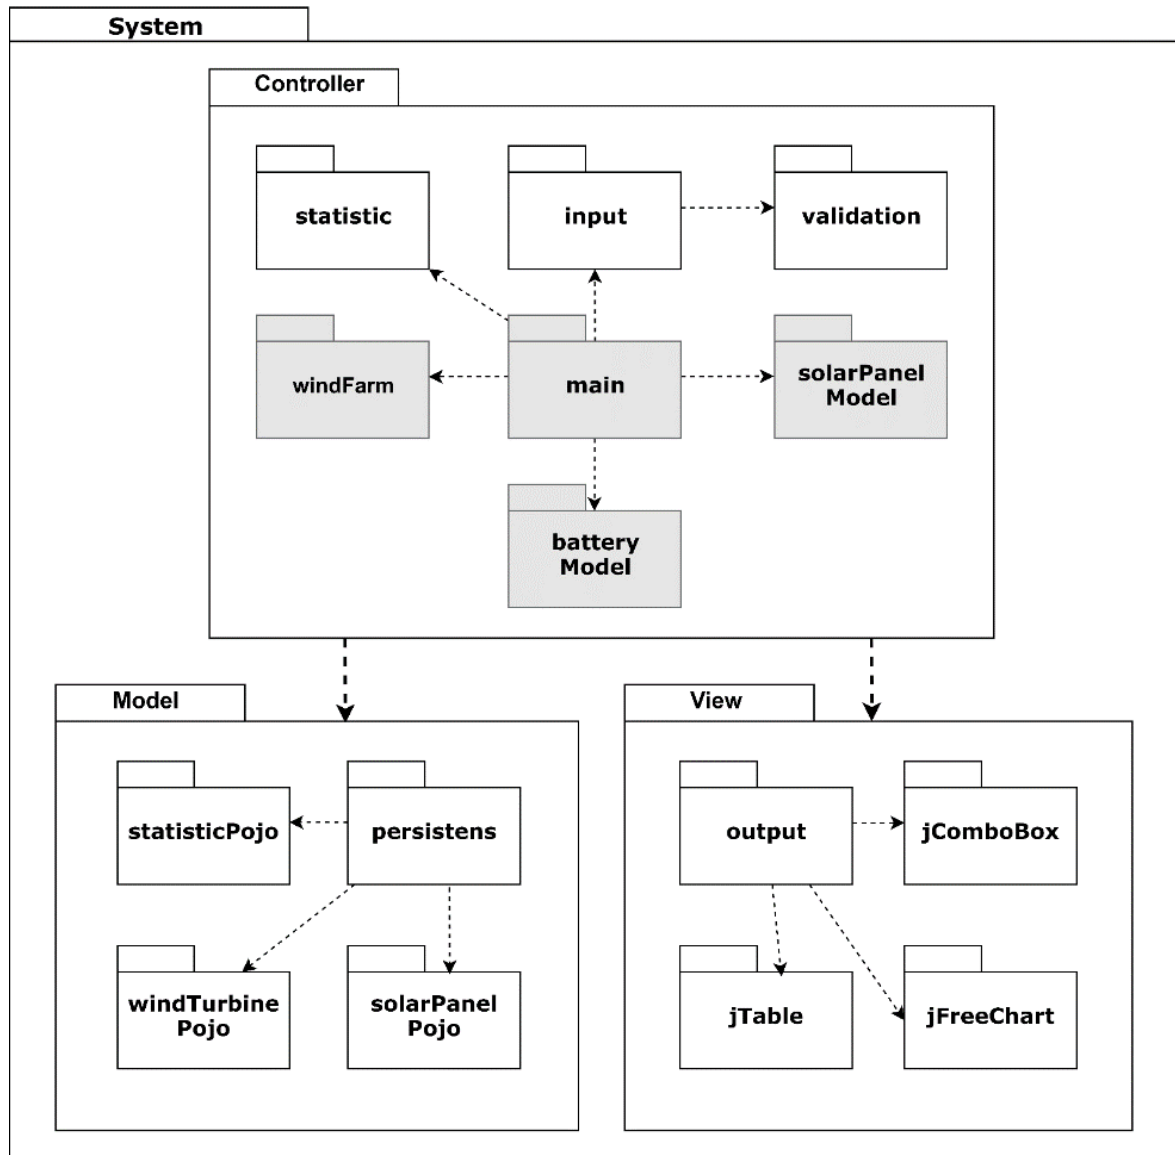 System
Controller
statistic
input
validation
windFarm
main
solarPanel
Model
battery
Model
Model
View
statisticPojo
persistens
output
jComboBox
windTurbine
Pojo
solarPanel
Pojo
jTable
jFreeChart